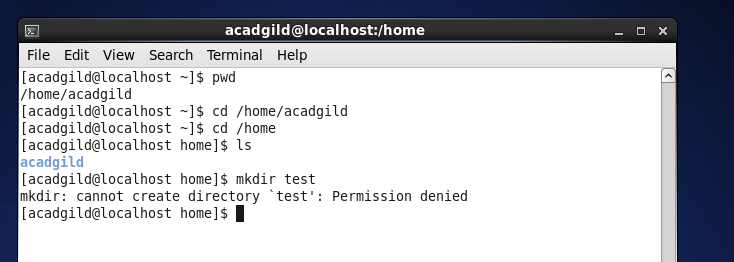 acadgild@localhost:/home
File Edit View Search Terminal Help
[acadgild@localhost ~]$ pwd
/home/acadgild
[acadgild@localhost ~]$ cd /home/acadgild
[acadgild@localhost ~]$ cd /home
[acadgild@localhost home]$ ls
acadgild
[acadgild@localhost home]$ mkdir test
mkdir: cannot create directory `test': Permission denied
[acadgild@localhost home]$